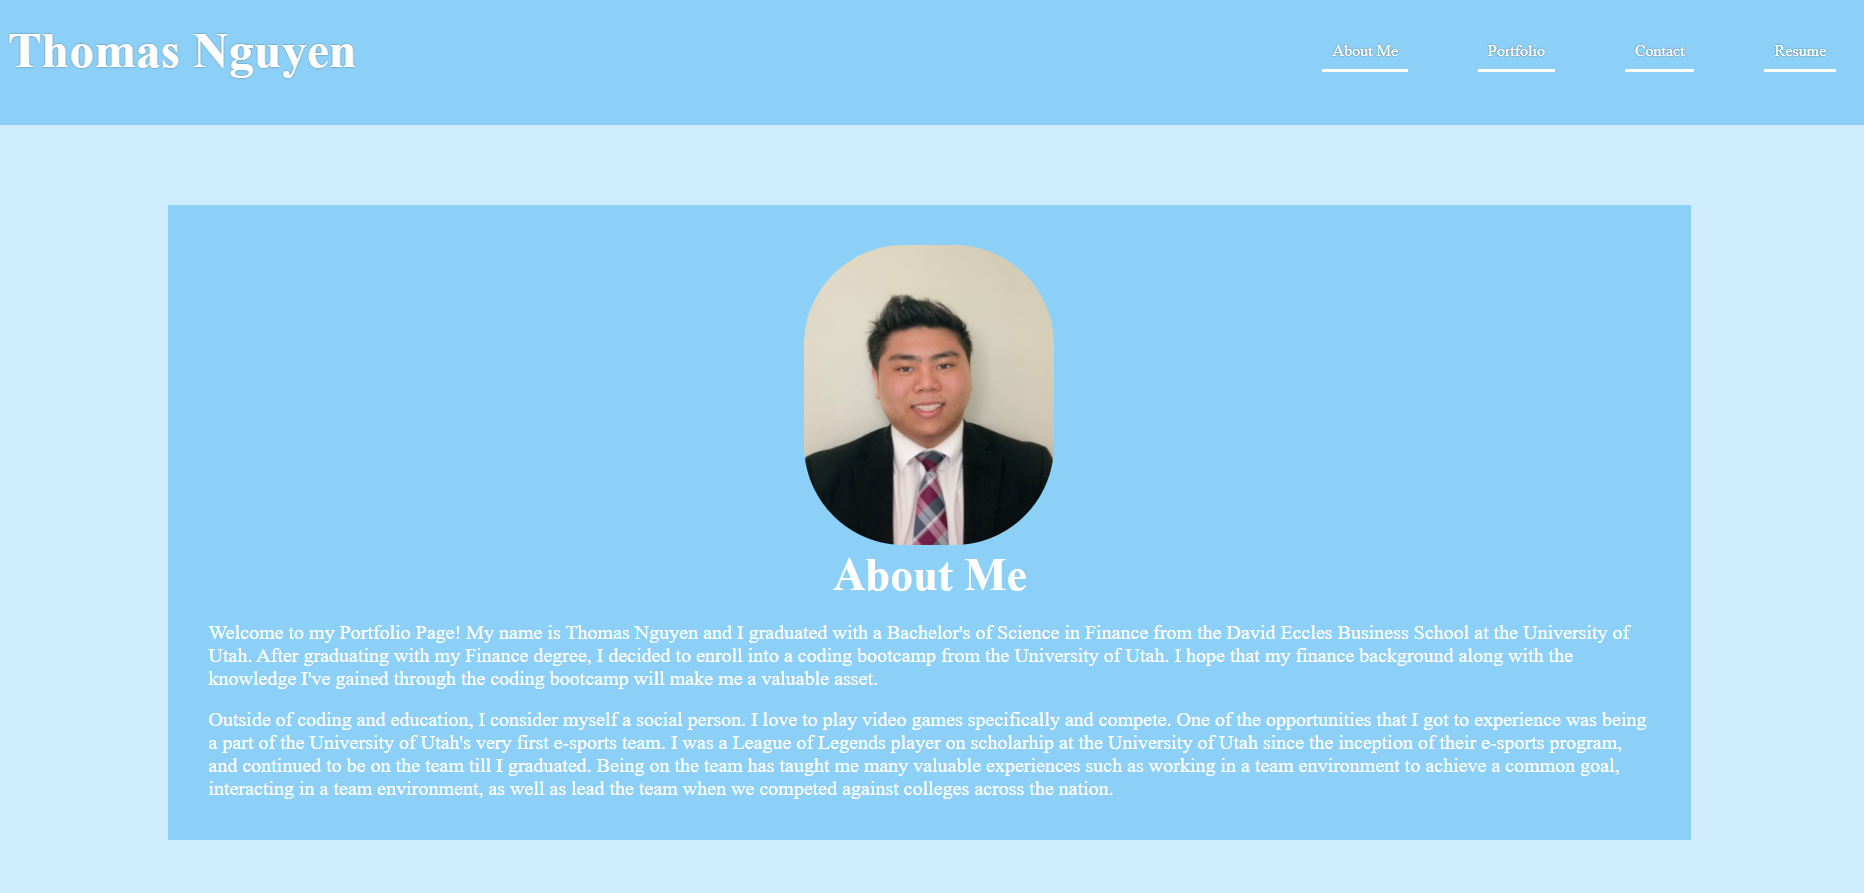 Thomas Nguyen
About Me
Portfolio
Contact
Resume
About Me
Welcome to my Portfolio Page! My name is Thomas Nguyen and I graduated with a Bachelor's of Science in Finance from the David Eccles Business School at the University of
Utah. After graduating with my Finance degree, I decided to enroll into a coding bootcamp from the University of Utah. I hope that my finance background along with the
knowledge I've gained through the coding bootcamp will make me a valuable asset.
Outside of coding and education, I consider myself a social person. I love to play video games specifically and compete. One of the opportunities that I got to experience was being
a part of the University of Utah's very first e-sports team. I was a League of Legends player on scholarhip at the University of Utah since the inception of their e-sports program,
and continued to be on the team till I graduated. Being on the team has taught me many valuable experiences such as working in a team environment to achieve a common goal,
interacting in a team environment, as well as lead the team when we competed against colleges across the nation.